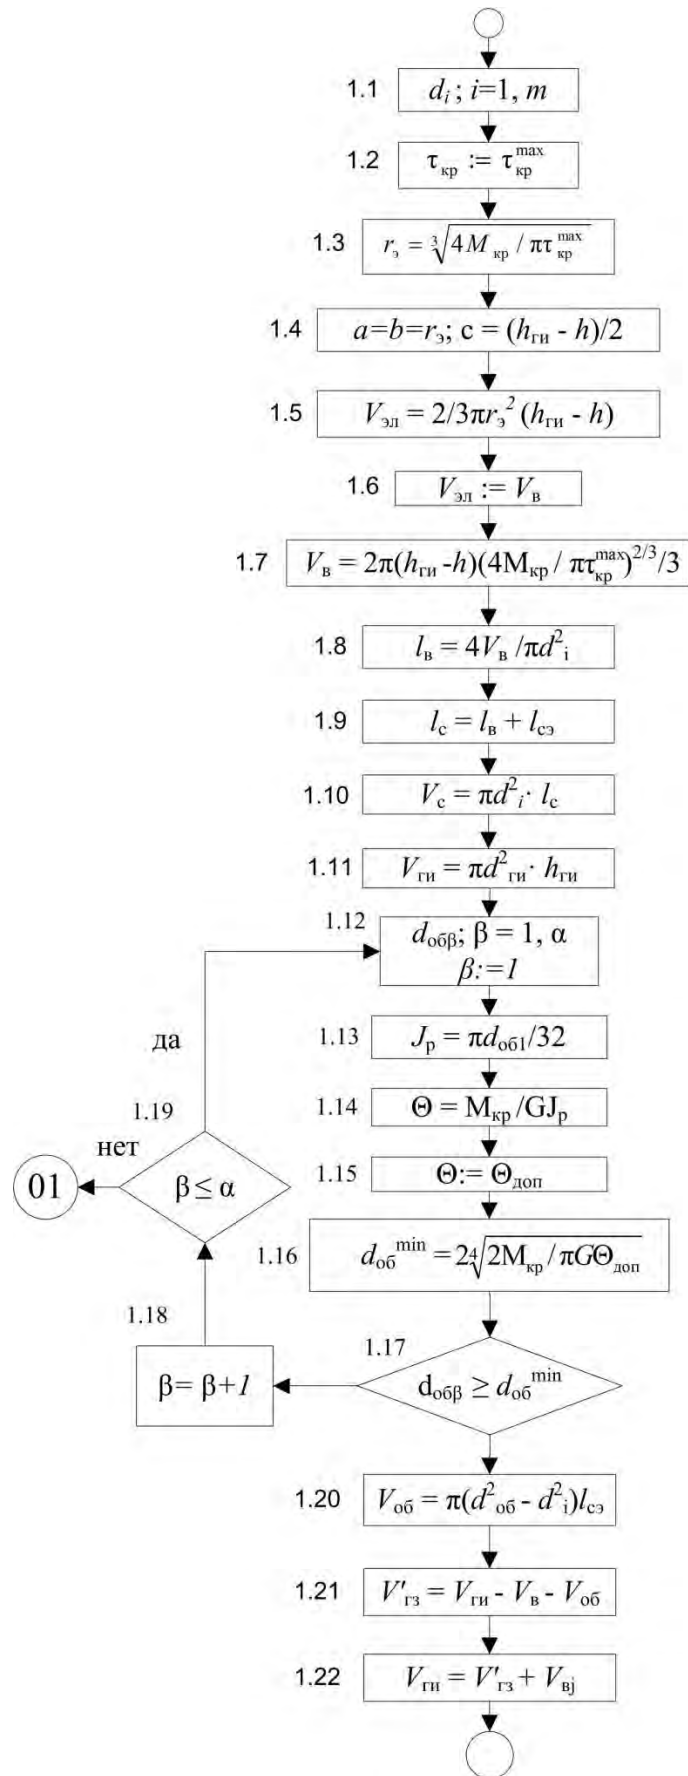 1.1 d_i ; i=1, m
1.2 τ_кр := τ_кр^max
1.3 r_э = ∛(4M_кр / πτ_кр^max)
1.4 a=b=r_э; c = (h_ги - h)/2
1.5 V_эл = 2/3πr_э^2 (h_ги - h)
1.6 V_эл := V_в
1.7 V_в = 2π(h_ги -h)(4M_кр / πτ_кр^max)^2/3/3
1.8 l_в = 4V_в /πd^2_i
1.9 l_с = l_в + l_сэ
1.10 V_с = πd^2_i · l_с
1.11 V_ги = πd^2_ги · h_ги
1.12 d_обβ; β = 1, α
β:=1
1.13 J_p = πd_об1/32
1.14 Θ = M_кр/GJ_p
1.15 Θ:= Θ_доп
1.16 d_об^min = 2∜(2M_кр / πGΘ_доп)
1.17 d_обβ ≥ d_об^min
1.18 β= β+1
1.19 β ≤ α
да
нет
01
1.20 V_об = π(d^2_об - d^2_i)l_сэ
1.21 V'_гз = V_ги - V_в - V_об
1.22 V_ги = V'_гз + V_вj